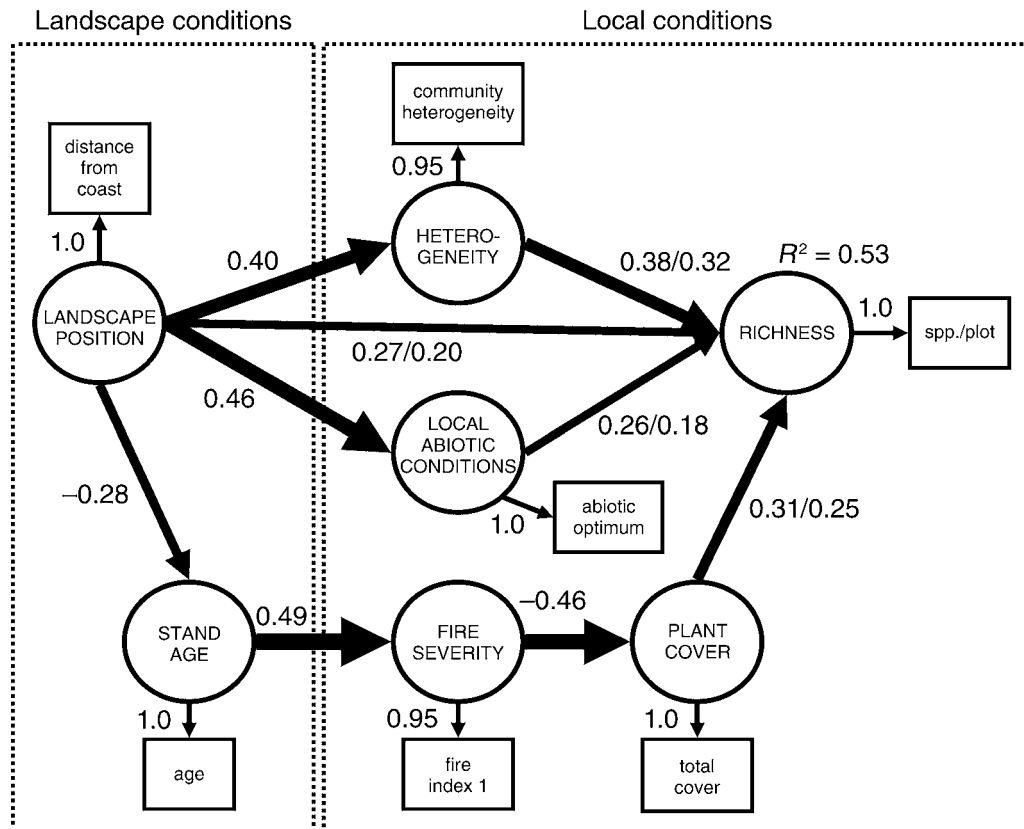 Landscape conditions
Local conditions
community
heterogeneity
distance
from
coast
0.95
1.0
HETERO-
GENEITY
0.40
0.38/0.32
R² = 0.53
LANDSCAPE
POSITION
RICHNESS
1.0
spp./plot
0.27/0.20
0.46
LOCAL
ABIOTIC
CONDITIONS
0.26/0.18
–0.28
1.0
abiotic
optimum
0.31/0.25
STAND
AGE
0.49
FIRE
SEVERITY
–0.46
PLANT
COVER
1.0
0.95
1.0
age
fire
index 1
total
cover